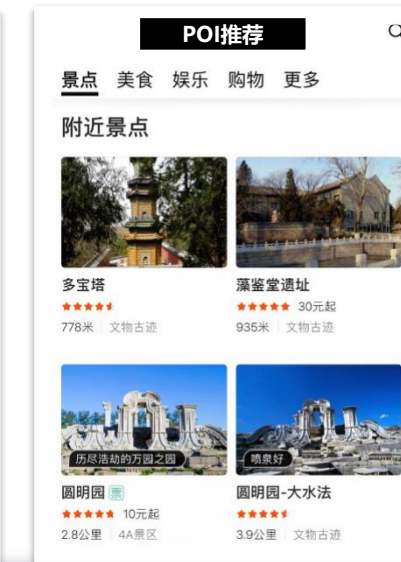 POI推荐
景点 美食 娱乐 购物 更多
附近景点
多宝塔
778米 文物古迹
藻鉴堂遗址
30元起
935米 文物古迹
历尽浩劫的万园之园
圆明园 票
10元起
2.8公里 4A景区
喷泉好
圆明园-大水法
3.9公里 文物古迹